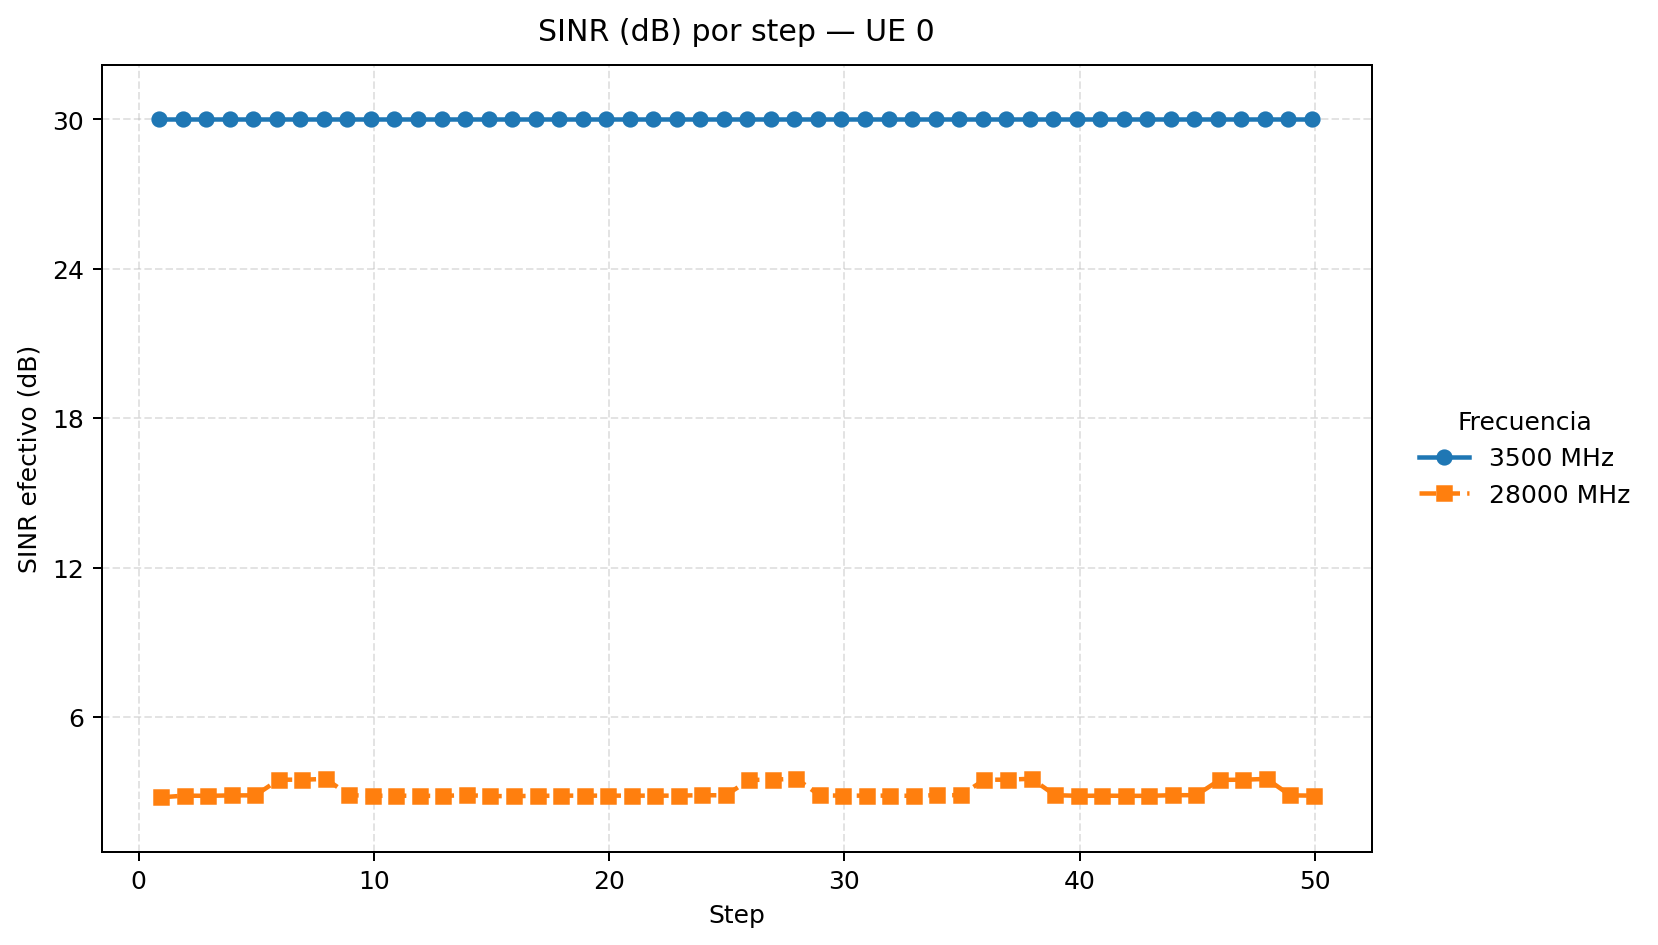 SINR (dB) por step — UE 0
SINR efectivo (dB)
30
24
18
12
6
0
10
20
30
40
50
Step
Frecuencia
3500 MHz
28000 MHz